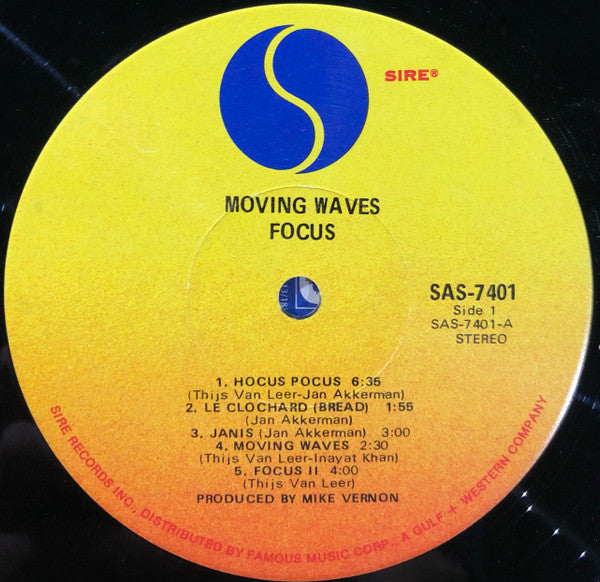 SIRE®
MOVING WAVES
FOCUS
SAS-7401
Side 1
SAS-7401-A
STEREO
13/18
1. HOCUS POCUS 6:35
(Thijs Van Leer-Jan Akkerman)
2. LE CLOCHARD (BREAD) 1:55
(Jan Akkerman)
3. JANIS (Jan Akkerman) 3:00
4. MOVING WAVES 2:30
(Thijs Van Leer-Inayat Khan)
5. FOCUS II 4:00
(Thijs Van Leer)
PRODUCED BY MIKE VERNON
SIRE RECORDS INC., DISTRIBUTED BY FAMOUS MUSIC CORP., A GULF + WESTERN COMPANY